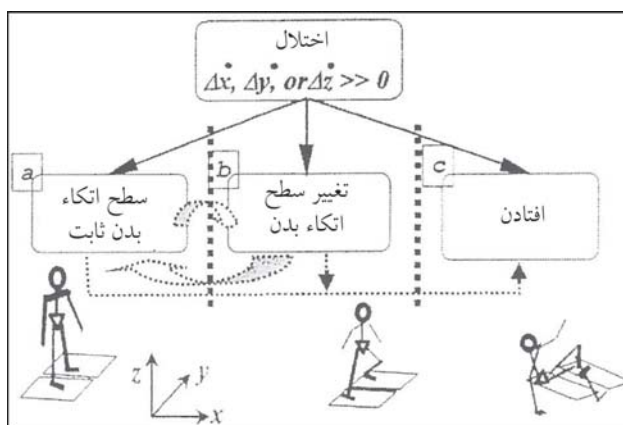 اختلال
Δẋ, Δẏ, or Δż >> 0
a
سطح اتکاء
بدن ثابت
b
تغییر سطح
اتکاء بدن
c
افتادن
z
y
x